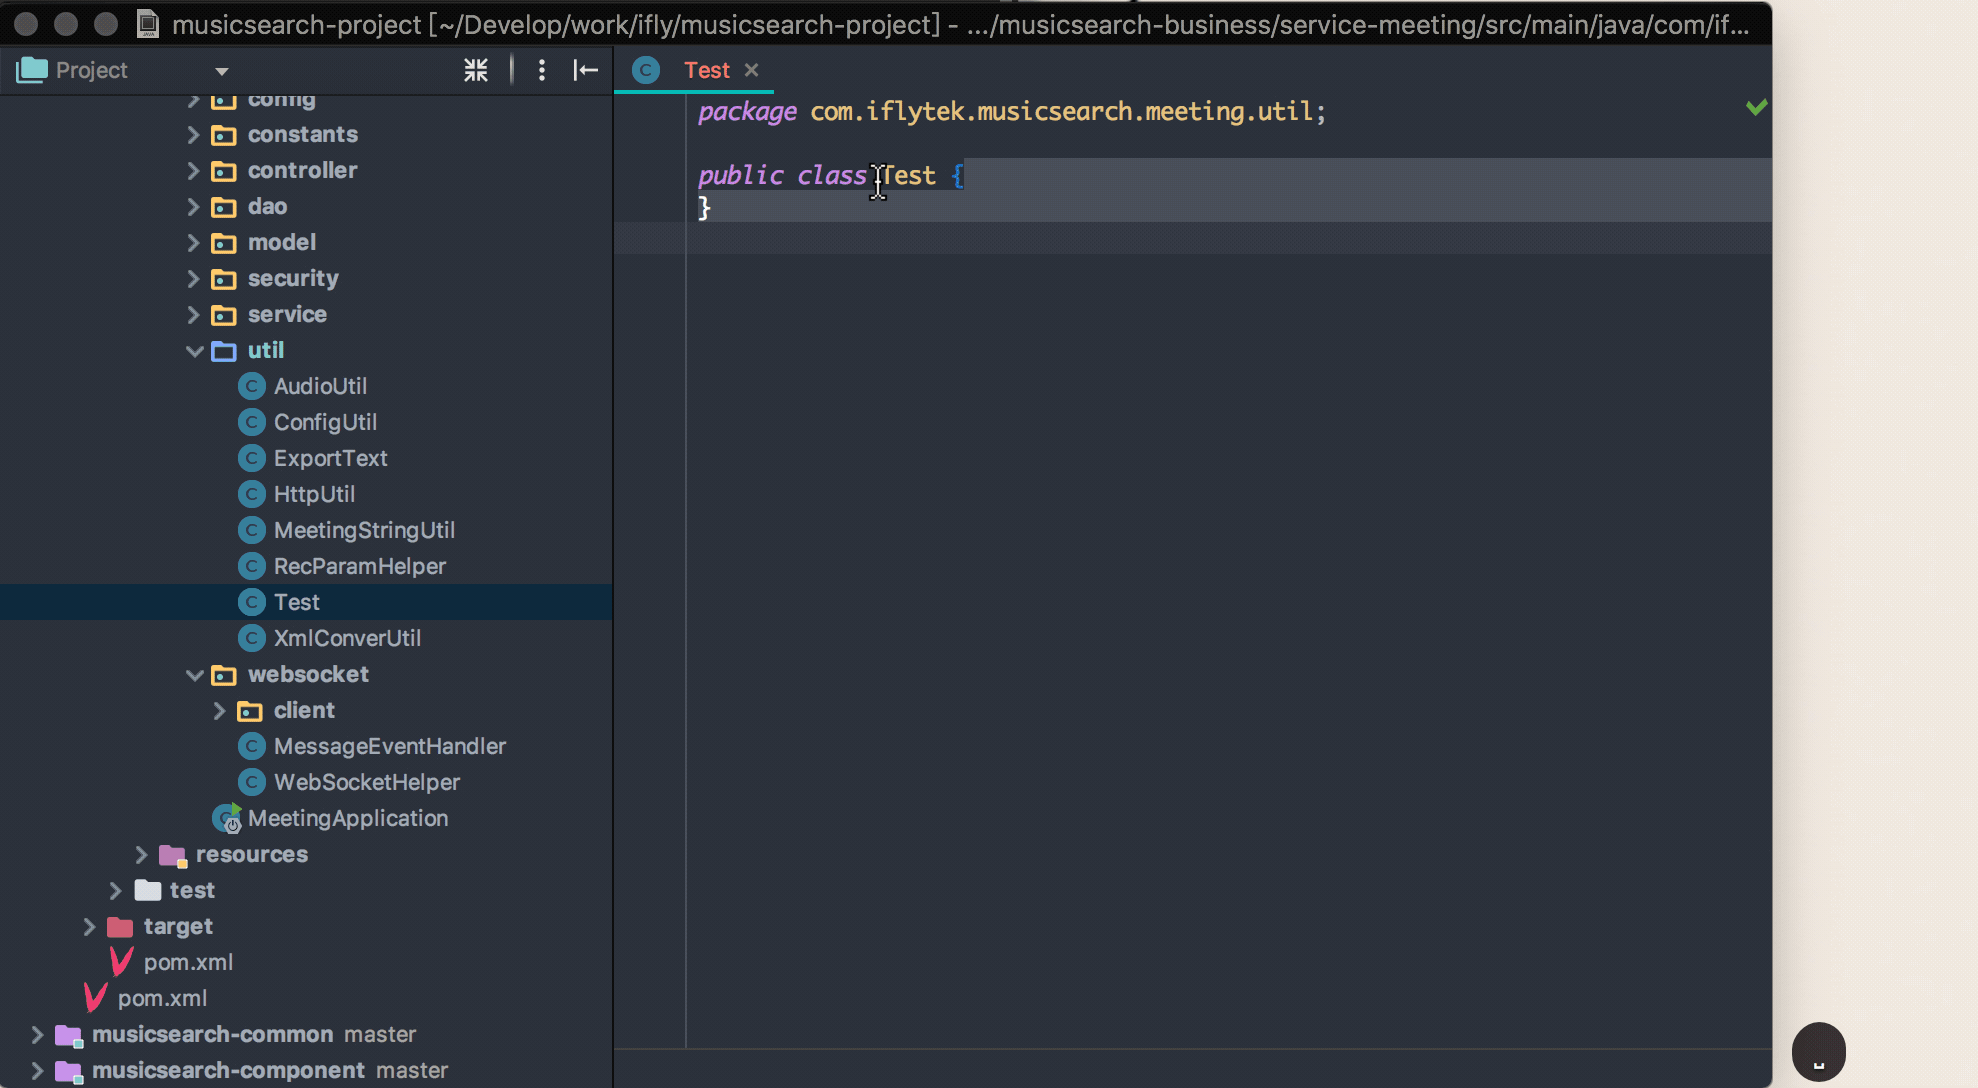 musicsearch-project [~/Develop/work/ifly/musicsearch-project] - .../musicsearch-business/service-meeting/src/main/java/com/if...
Project
config
constants
controller
dao
model
security
service
util
AudioUtil
ConfigUtil
ExportText
HttpUtil
MeetingStringUtil
RecParamHelper
Test
XmlConverUtil
websocket
client
MessageEventHandler
WebSocketHelper
MeetingApplication
resources
test
target
pom.xml
pom.xml
musicsearch-common master
musicsearch-component master
Test
package com.iflytek.musicsearch.meeting.util;
public class Test {
}